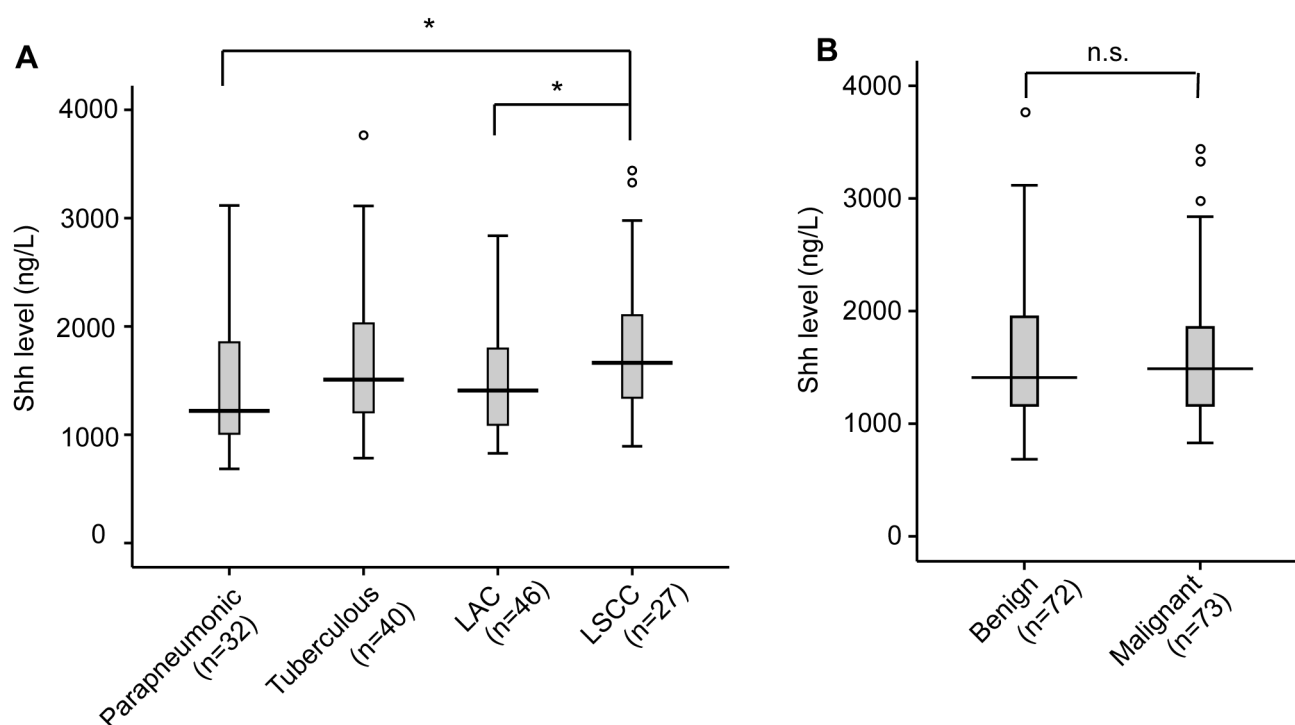 A
*
*
Shh level (ng/L)
4000
3000
2000
1000
0
Parapneumonic
(n=32)
Tuberculous
(n=40)
LAC
(n=46)
LSCC
(n=27)
B
n.s.
Shh level (ng/L)
4000
3000
2000
1000
0
Benign
(n=72)
Malignant
(n=73)